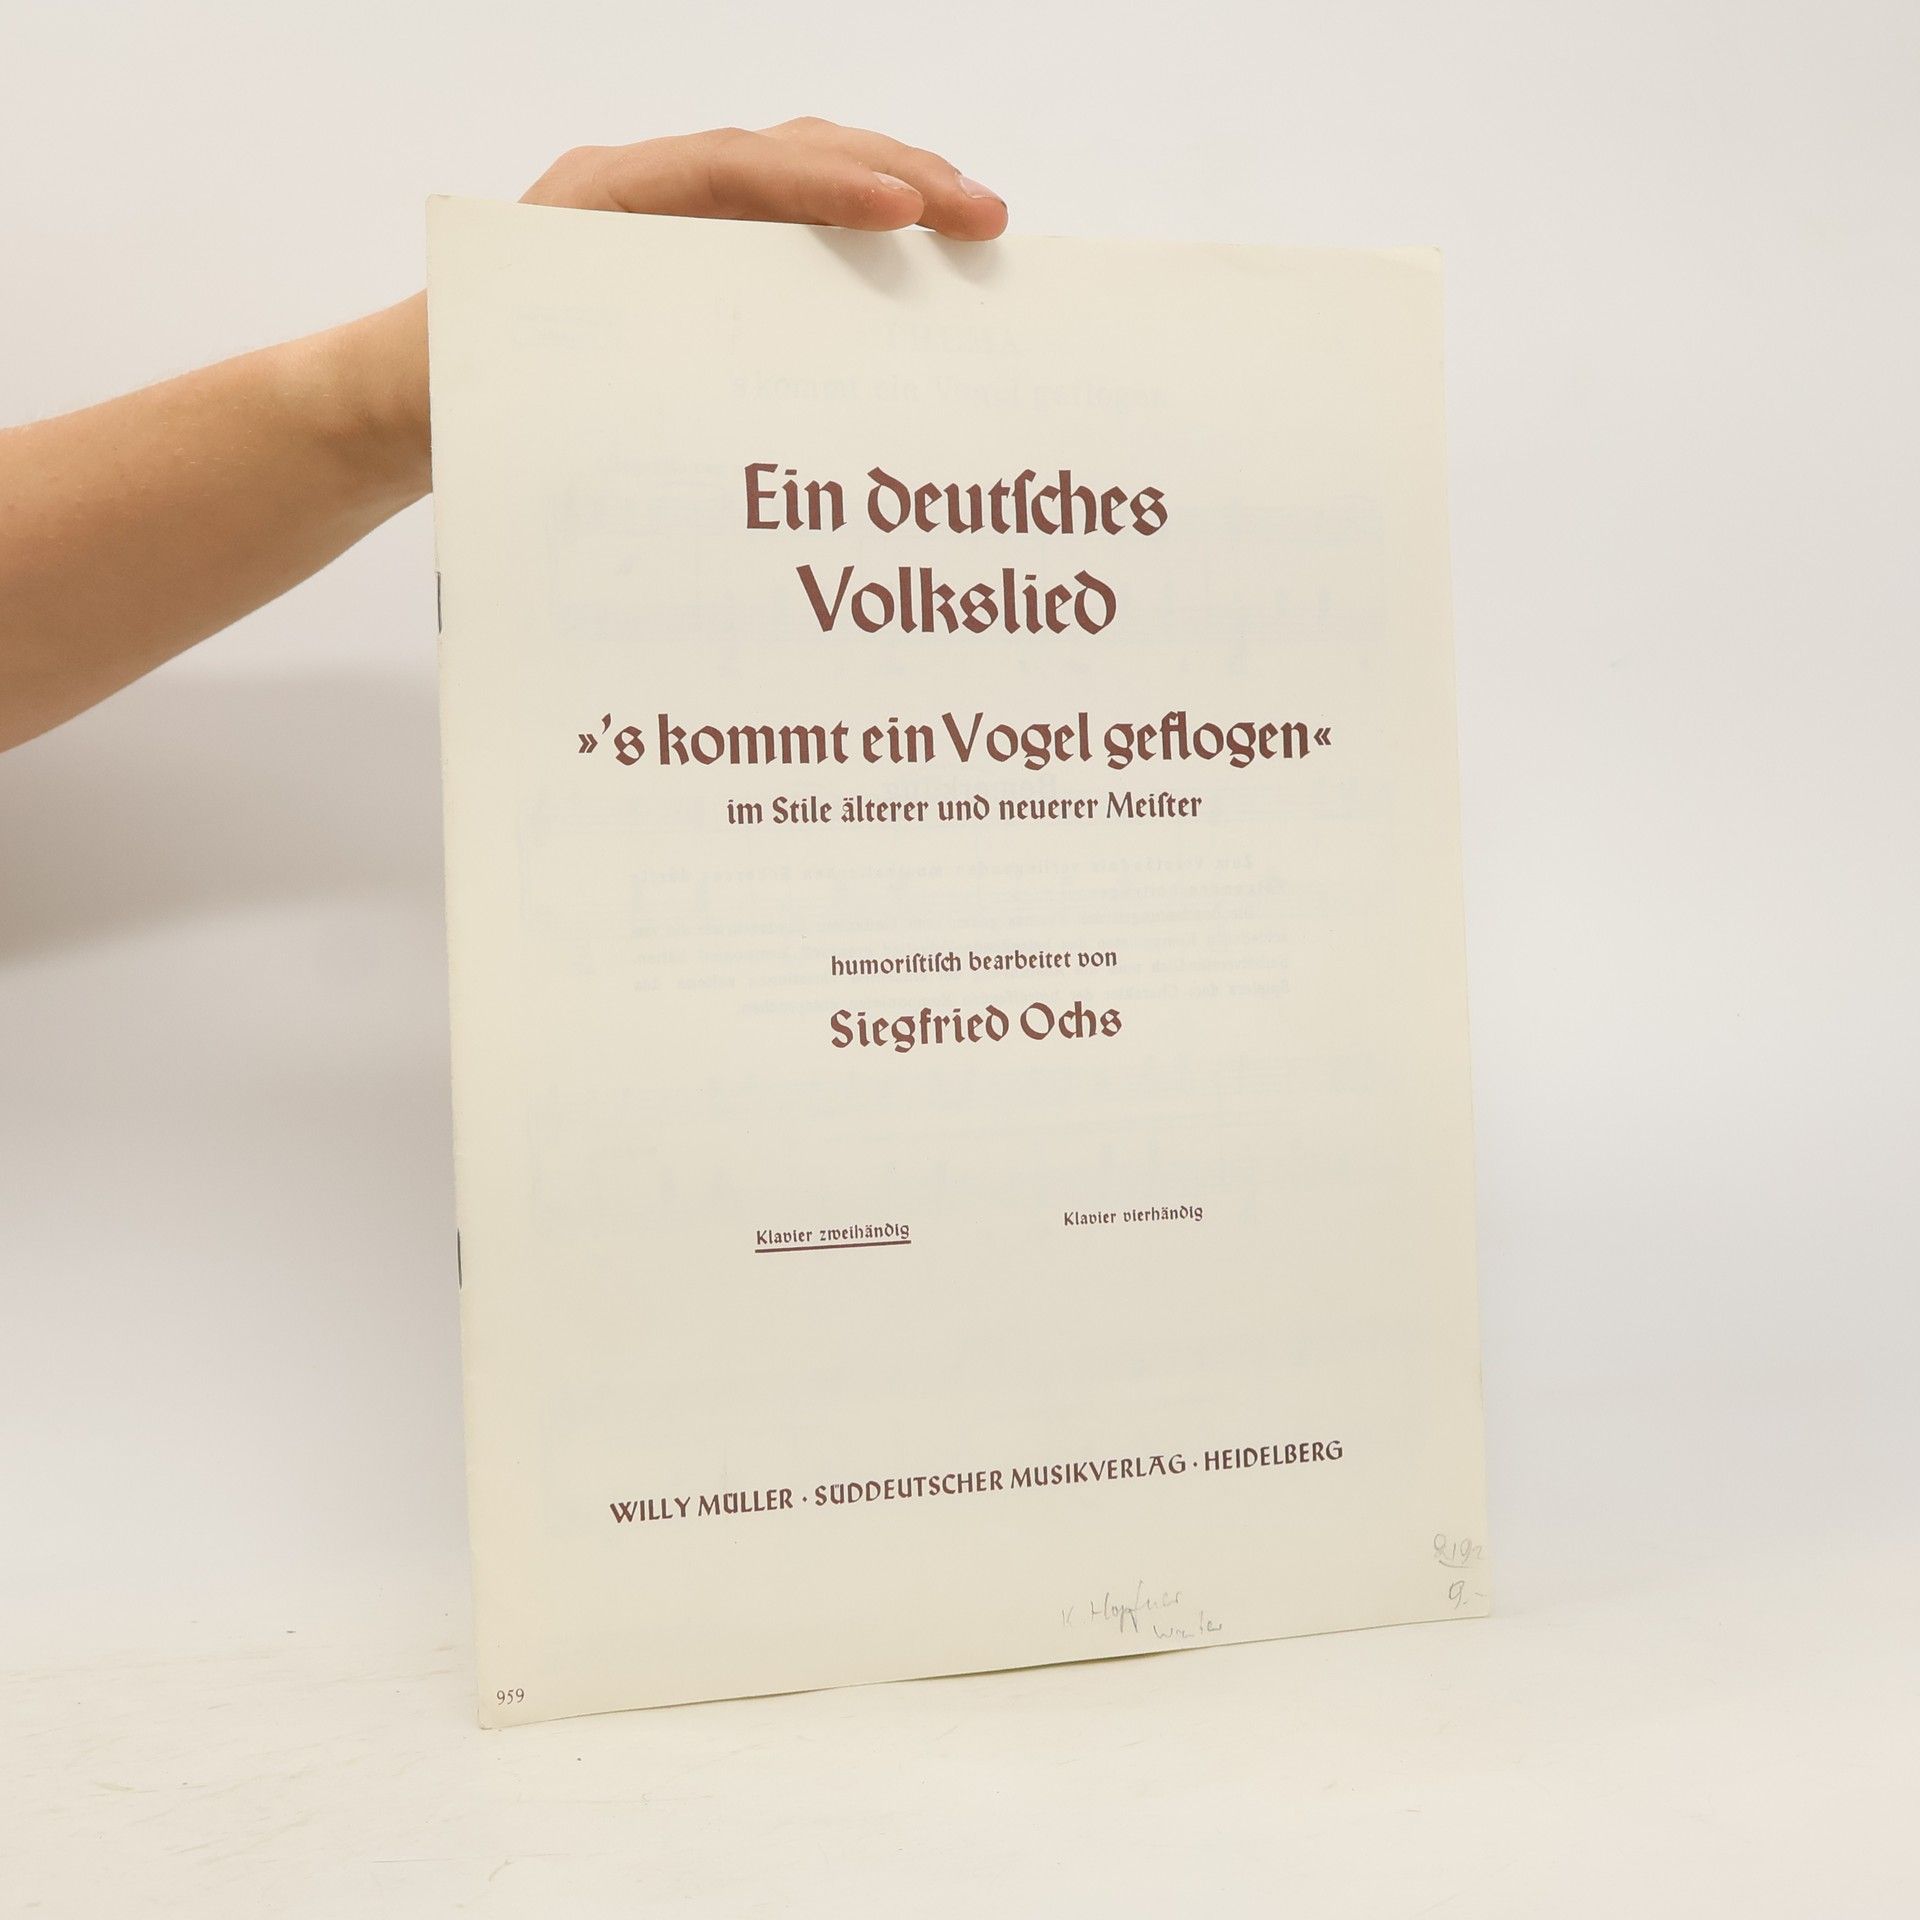 Ein deutſches
Volkslied
»’s kommt ein Vogel geflogen«
im Stile älterer und neuerer Meiſter
humoriſtiſch bearbeitet von
Siegfried Ochs
Klavier zweihändig
Klavier vierhändig
WILLY MÜLLER · SÜDDEUTSCHER MUSIKVERLAG · HEIDELBERG
K. Hopfner
9.-
959